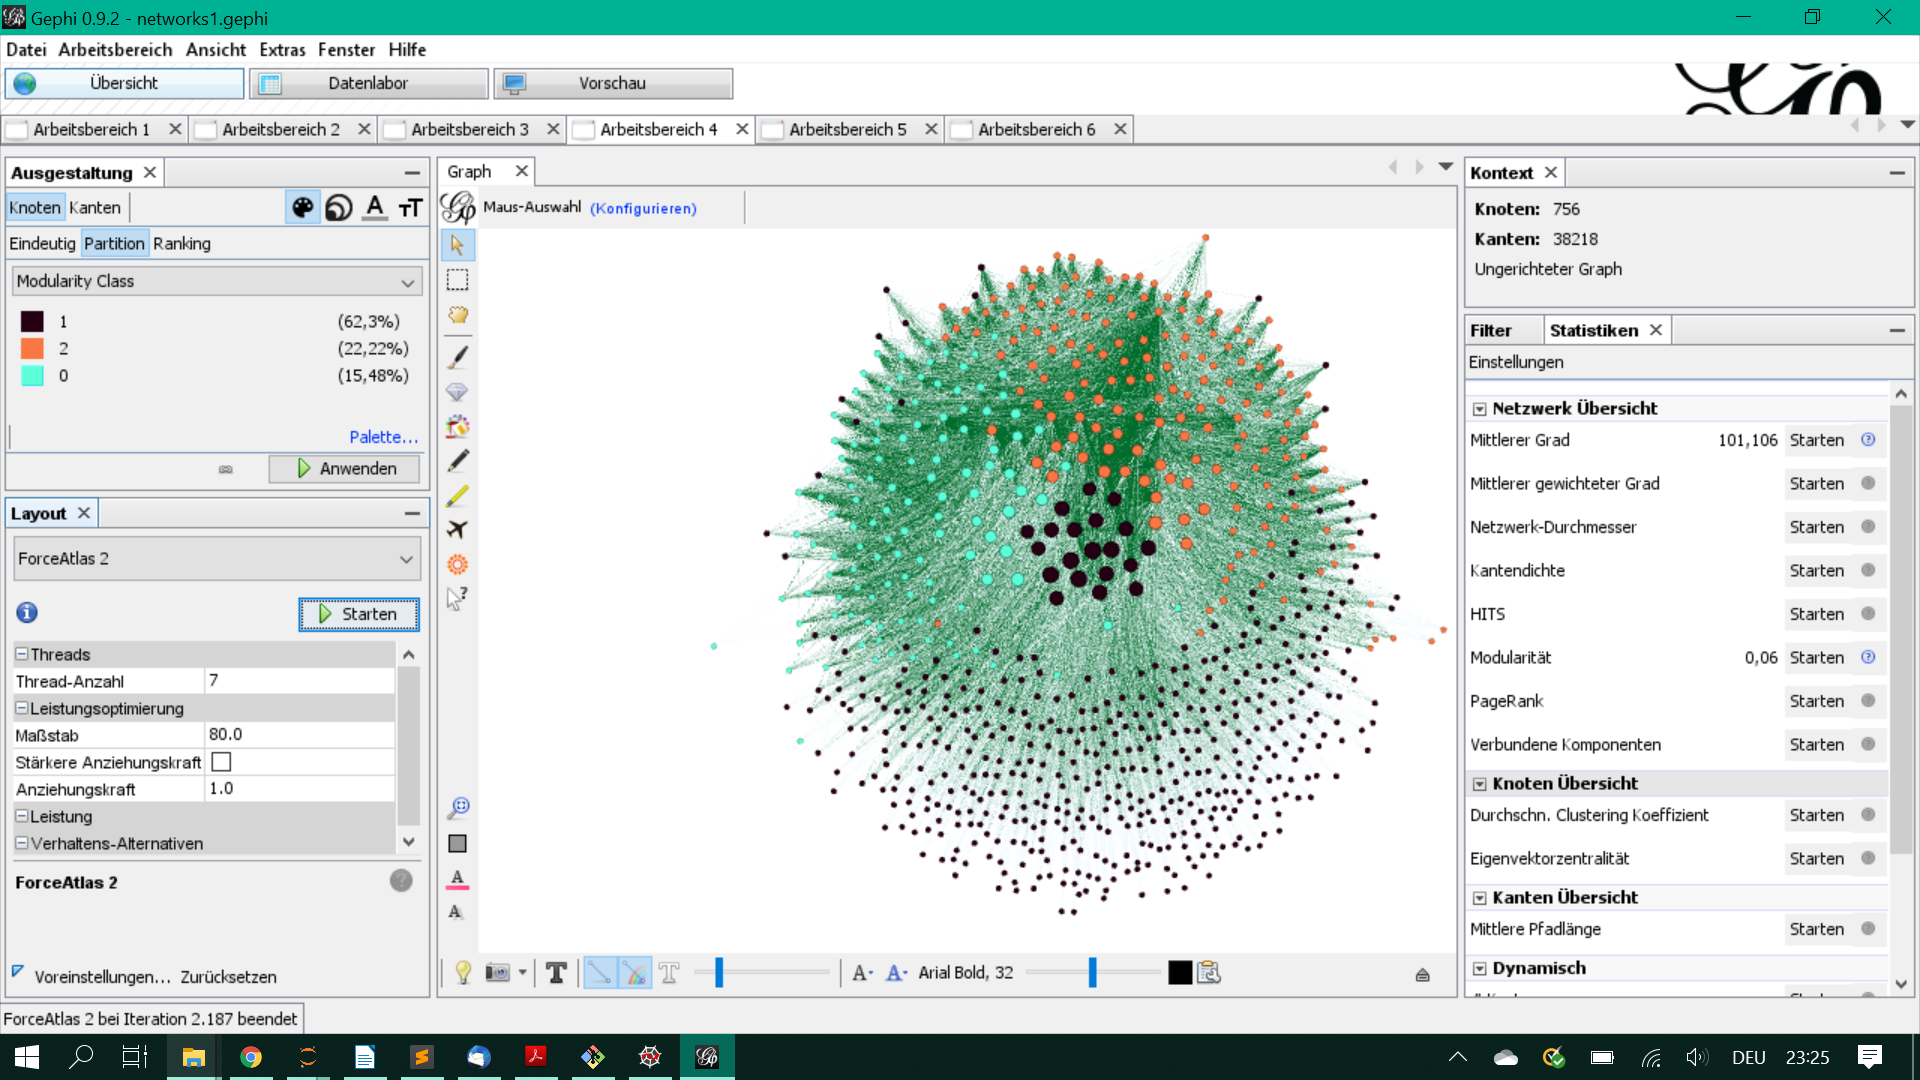 Gephi 0.9.2 - networks1.gephi
Datei Arbeitsbereich Ansicht Extras Fenster Hilfe
Übersicht Datenlabor Vorschau
Arbeitsbereich 1 Arbeitsbereich 2 Arbeitsbereich 3 Arbeitsbereich 4 Arbeitsbereich 5 Arbeitsbereich 6
Ausgestaltung
Knoten Kanten
Eindeutig Partition Ranking
Modularity Class
1 (62,3%)
2 (22,22%)
0 (15,48%)
Palette...
Anwenden
Layout
ForceAtlas 2
Starten
Threads
Thread-Anzahl 7
Leistungsoptimierung
Maßstab 80.0
Stärkere Anziehungskraft
Anziehungskraft 1.0
Leistung
Verhaltens-Alternativen
ForceAtlas 2
Voreinstellungen... Zurücksetzen
ForceAtlas 2 bei Iteration 2.187 beendet
Graph
Maus-Auswahl (Konfigurieren)
Arial Bold, 32
Kontext
Knoten: 756
Kanten: 38218
Ungerichteter Graph
Filter Statistiken
Einstellungen
Netzwerk Übersicht
Mittlerer Grad 101,106 Starten
Mittlerer gewichteter Grad Starten
Netzwerk-Durchmesser Starten
Kantendichte Starten
HITS Starten
Modularität 0,06 Starten
PageRank Starten
Verbundene Komponenten Starten
Knoten Übersicht
Durchschn. Clustering Koeffizient Starten
Eigenvektorzentralität Starten
Kanten Übersicht
Mittlere Pfadlänge Starten
Dynamisch
DEU 23:25